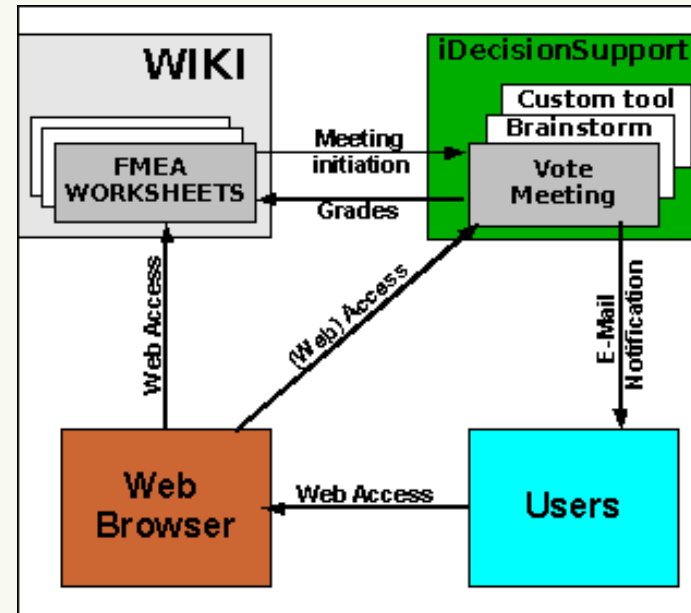 WIKI
iDecisionSupport
Custom tool
Brainstorm
FMEA
WORKSHEETS
Meeting
initiation
Vote
Meeting
Grades
Web Access
(Web) Access
E-Mail
Notification
Web
Browser
Web Access
Users